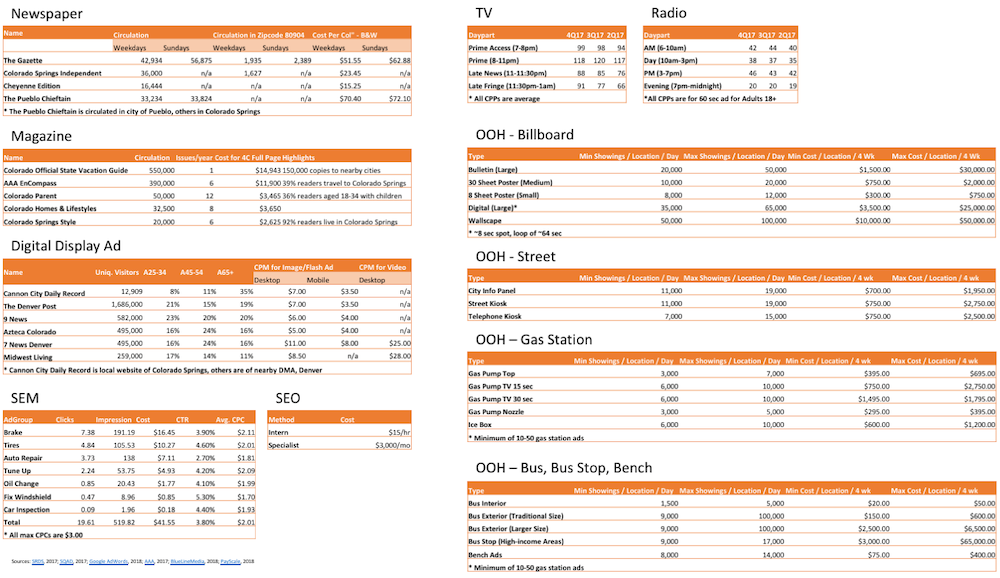 Newspaper
Name Circulation Circulation in Zipcode 80904 Cost Per Col" - B&W
Weekdays Sundays Weekdays Sundays Weekdays Sundays
The Gazette 42,934 56,875 1,935 2,389 $51.55 $62.88
Colorado Springs Independent 36,000 n/a 1,627 n/a $23.45 n/a
Cheyenne Edition 16,444 n/a n/a $15.25 n/a
The Pueblo Chieftain 33,234 33,824 n/a n/a $70.40 $72.10
* The Pueblo Chieftain is circulated in city of Pueblo, others in Colorado Springs
Magazine
Name Circulation Issues/year Cost for 4C Full Page Highlights
Colorado Official State Vacation Guide 550,000 1 $14,943 150,000 copies to nearby cities
AAA EnCompass 390,000 6 $11,900 39% readers travel to Colorado Springs
Colorado Parent 50,000 12 $3,465 36% readers aged 18-34 with children
Colorado Homes & Lifestyles 32,500 8 $3,650
Colorado Springs Style 20,000 6 $2,625 92% readers live in Colorado Springs
Digital Display Ad
Name Uniq. Visitors A25-34 A45-54 A65+ CPM for Image/Flash Ad CPM for Video
Desktop Mobile Desktop
Cannon City Daily Record 12,909 8% 11% 35% $7.00 $3.50 n/a
The Denver Post 1,686,000 21% 15% 19% $7.00 $3.50 n/a
9 News 582,000 23% 20% 20% $6.00 $4.00 n/a
Azteca Colorado 495,000 16% 24% 16% $5.00 $4.00 n/a
7 News Denver 495,000 16% 24% 16% $11.00 $8.00 $25.00
Midwest Living 259,000 17% 14% 11% $8.50 n/a $28.00
* Cannon City Daily Record is local website of Colorado Springs, others are of nearby DMA, Denver
SEM
AdGroup Clicks Impression Cost CTR Avg. CPC
Brake 7.38 191.19 $16.45 3.90% $2.11
Tires 4.84 105.53 $10.27 4.60% $2.01
Auto Repair 3.73 138 $7.11 2.70% $1.81
Tune Up 2.24 53.75 $4.93 4.20% $2.09
Oil Change 0.85 20.43 $1.77 4.10% $1.99
Fix Windshield 0.47 8.96 $0.85 5.30% $1.70
Car Inspection 0.09 1.96 $0.18 4.40% $1.93
Total 19.61 519.82 $41.55 3.80% $2.01
* All max CPCs are $3.00
SEO
Method Cost
Intern $15/hr
Specialist $3,000/mo
Sources: SRDS, 2017; SQAD, 2017; Google AdWords, 2018; AAA, 2017; BlueLineMedia, 2018; PayScale, 2018
TV
Daypart 4Q17 3Q17 2Q17
Prime Access (7-8pm) 99 98 94
Prime (8-11pm) 118 120 117
Late News (11-11:30pm) 88 85 76
Late Fringe (11:30pm-1am) 91 77 66
* All CPPs are average
Radio
Daypart 4Q17 3Q17 2Q17
AM (6-10am) 42 44 40
Day (10am-3pm) 38 37 35
PM (3-7pm) 46 43 42
Evening (7pm-midnight) 20 20 19
*All CPPs are for 60 sec ad for Adults 18+
OOH - Billboard
Type Min Showings / Location / Day Max Showings / Location / Day Min Cost / Location / 4 Wk Max Cost / Location / 4 Wk
Bulletin (Large) 20,000 50,000 $1,500.00 $30,000.00
30 Sheet Poster (Medium) 10,000 20,000 $750.00 $2,000.00
8 Sheet Poster (Small) 8,000 12,000 $300.00 $750.00
Digital (Large)* 35,000 65,000 $3,500.00 $25,000.00
Wallscape 50,000 100,000 $10,000.00 $50,000.00
* ~8 sec spot, loop of ~64 sec
OOH - Street
Type Min Showings / Location / Day Max Showings / Location / Day Min Cost / Location / 4 wk Max Cost / Location / 4 wk
City Info Panel 11,000 19,000 $700.00 $1,950.00
Street Kiosk 11,000 19,000 $750.00 $2,750.00
Telephone Kiosk 7,000 15,000 $750.00 $2,500.00
OOH – Gas Station
Type Min Showings / Location / Day Max Showings / Location / Day Min Cost / Location / 4 wk Max Cost / Location / 4 wk
Gas Pump Top 3,000 7,000 $395.00 $695.00
Gas Pump TV 15 sec 6,000 10,000 $750.00 $2,750.00
Gas Pump TV 30 sec 6,000 10,000 $1,495.00 $1,795.00
Gas Pump Nozzle 3,000 5,000 $295.00 $395.00
Ice Box 6,000 10,000 $600.00 $1,200.00
* Minimum of 10-50 gas station ads
OOH – Bus, Bus Stop, Bench
Type Min Showings / Location / Day Max Showings / Location / Day Min Cost / Location / 4 wk Max Cost / Location / 4 wk
Bus Interior 1,500 5,000 $20.00 $50.00
Bus Exterior (Traditional Size) 9,000 100,000 $150.00 $600.00
Bus Exterior (Larger Size) 9,000 100,000 $2,500.00 $6,500.00
Bus Stop (High-income Areas) 9,000 17,000 $3,000.00 $65,000.00
Bench Ads 8,000 14,000 $75.00 $400.00
* Minimum of 10-50 gas station ads